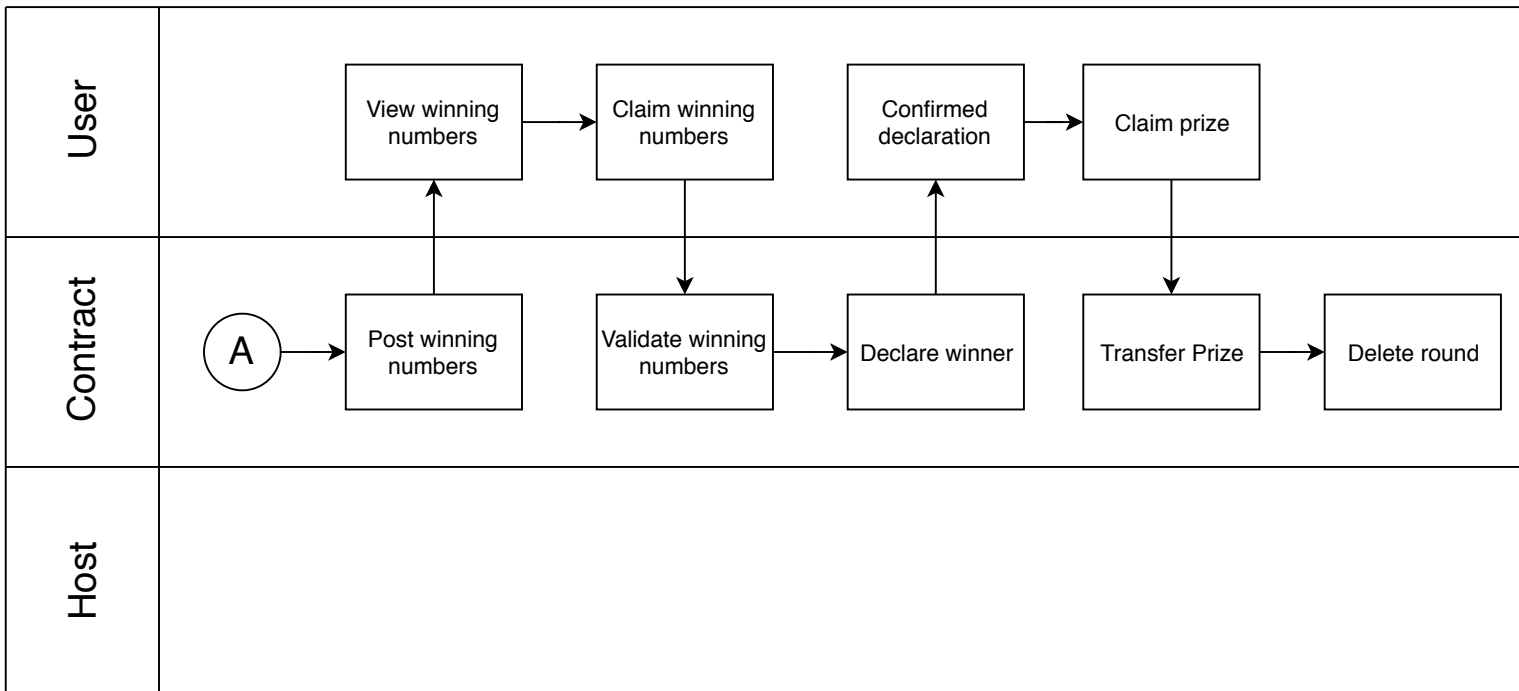 User
View winning
numbers
Claim winning
numbers
Confirmed
declaration
Claim prize
Contract
A
Post winning
numbers
Validate winning
numbers
Declare winner
Transfer Prize
Delete round
Host